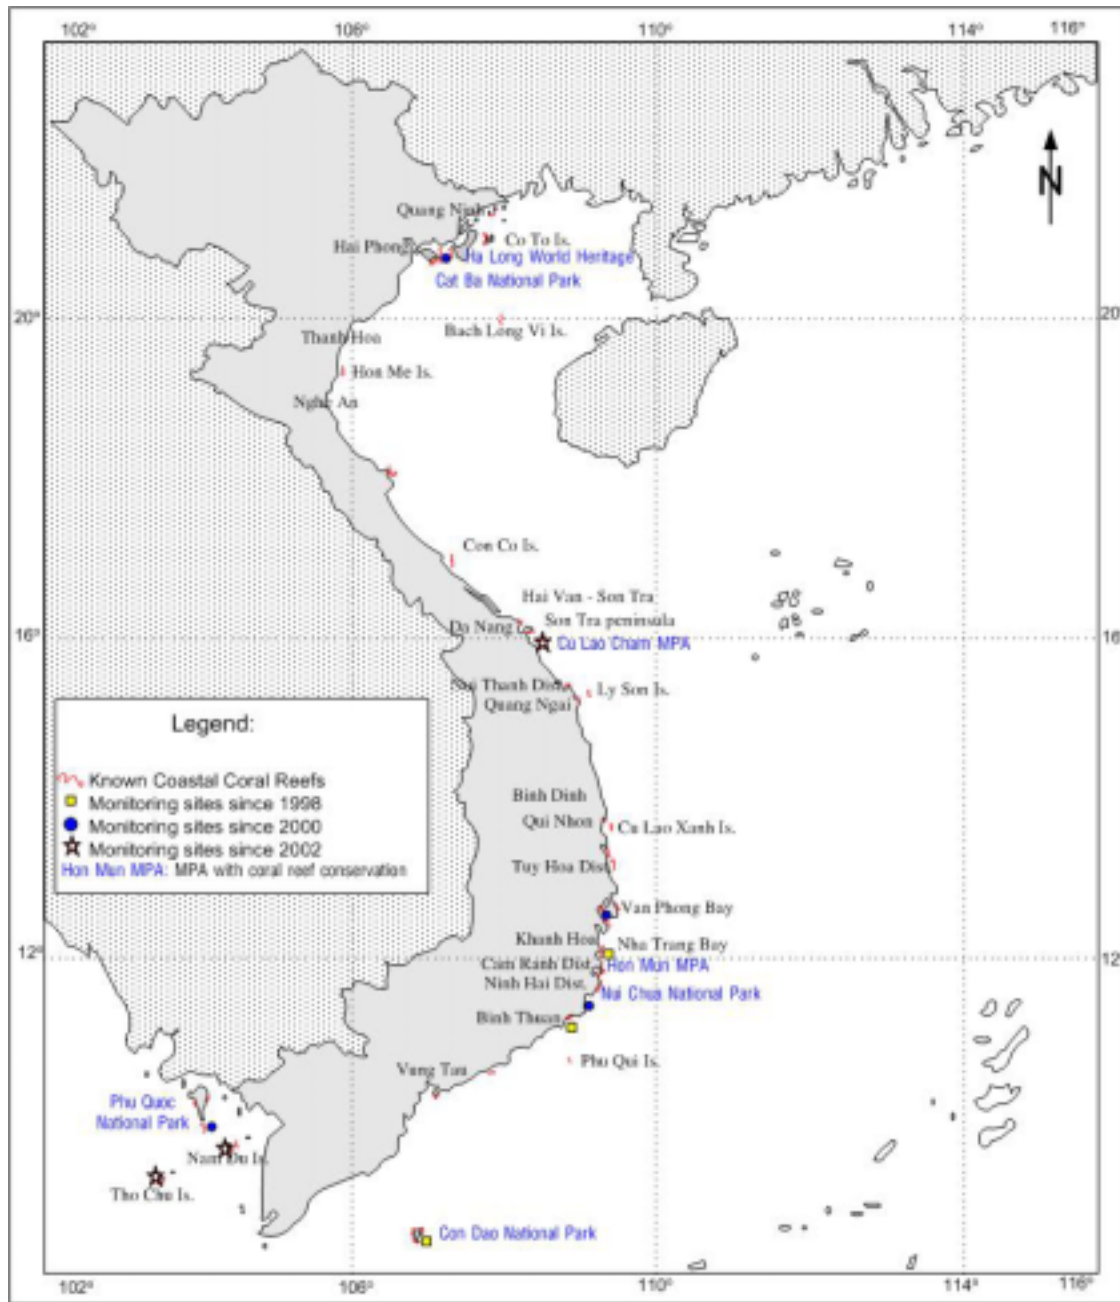 102° 106° 110° 114° 116°
N
Quang Ninh
Co To Is.
Hai Phong
Ha Long World Heritage
Cat Ba National Park
20° 20
Bach Long Vi Is.
Thanh Hoa
Hon Me Is.
Nghe An
Con Co Is.
Hai Van - Son Tra
Son Tra peninsula
Da Nang
16° 16
Cu Lao Cham MPA
Thanh Dist.
Ly Son Is.
Quang Ngai
Legend:
Known Coastal Coral Reefs
Monitoring sites since 1998
Monitoring sites since 2000
Monitoring sites since 2002
Hon Mun MPA: MPA with coral reef conservation
Binh Dinh
Qui Nhon
Cu Lao Xanh Is.
Tuy Hoa Dist.
Van Phong Bay
Khanh Hoa
Nha Trang Bay
12° 12
Cam Ranh Dist.
Hon Mun MPA
Ninh Hai Dist.
Nui Chua National Park
Binh Thuan
Phu Qui Is.
Vung Tau
Phu Quoc
National Park
Nam Du Is.
Tho Chu Is.
Con Dao National Park
102° 106° 110° 114° 116°